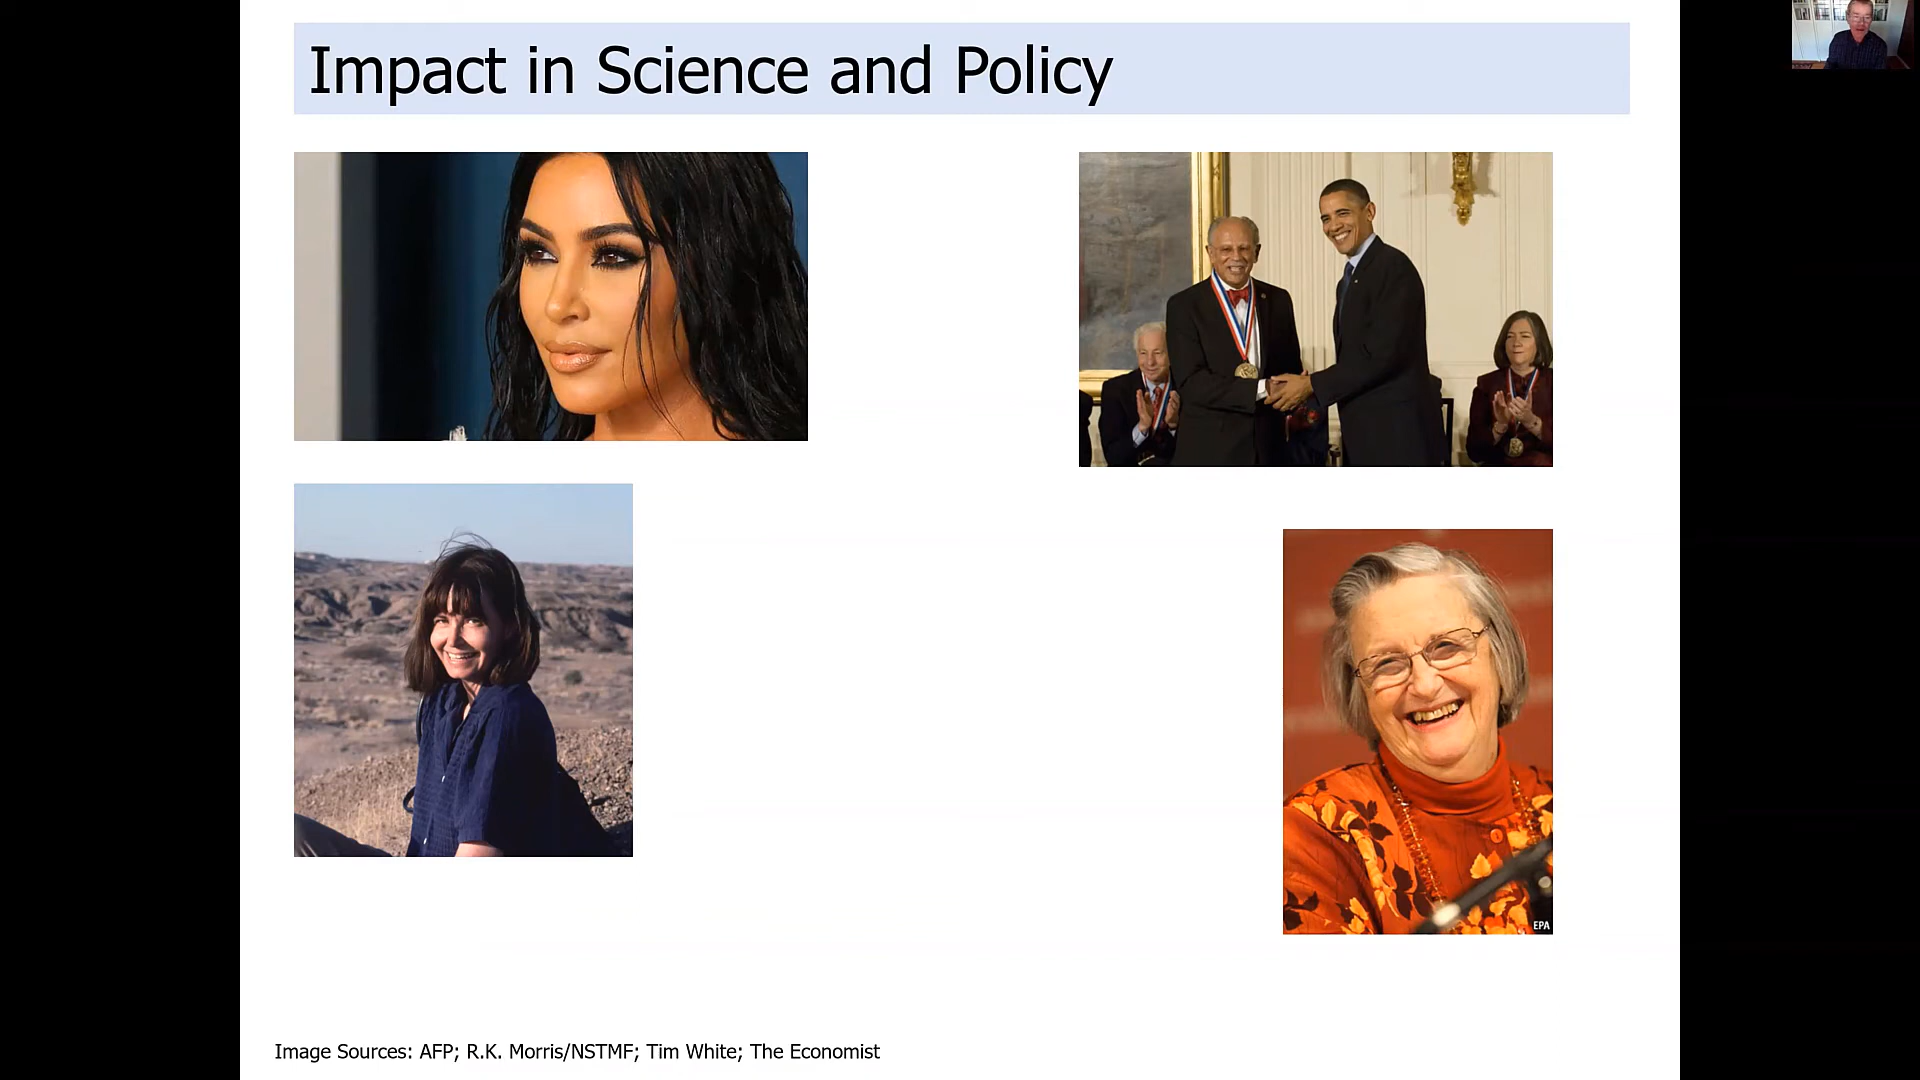 Impact in Science and Policy
EPA
Image Sources: AFP; R.K. Morris/NSTMF; Tim White; The Economist